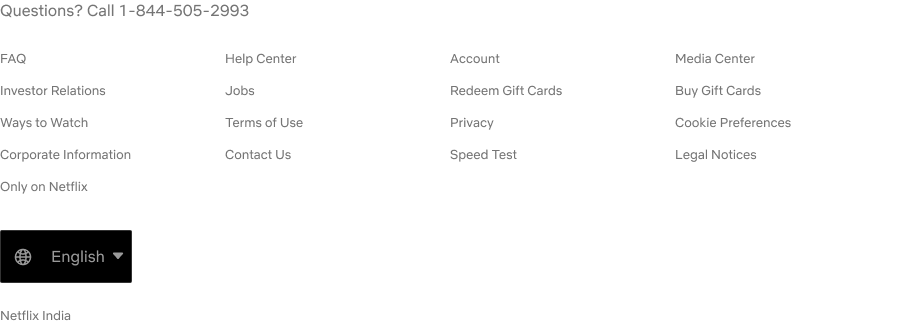 Questions? Call 1-844-505-2993
FAQ Help Center Account Media Center
Investor Relations Jobs Redeem Gift Cards Buy Gift Cards
Ways to Watch Terms of Use Privacy Cookie Preferences
Corporate Information Contact Us Speed Test Legal Notices
Only on Netflix
English
Netflix India